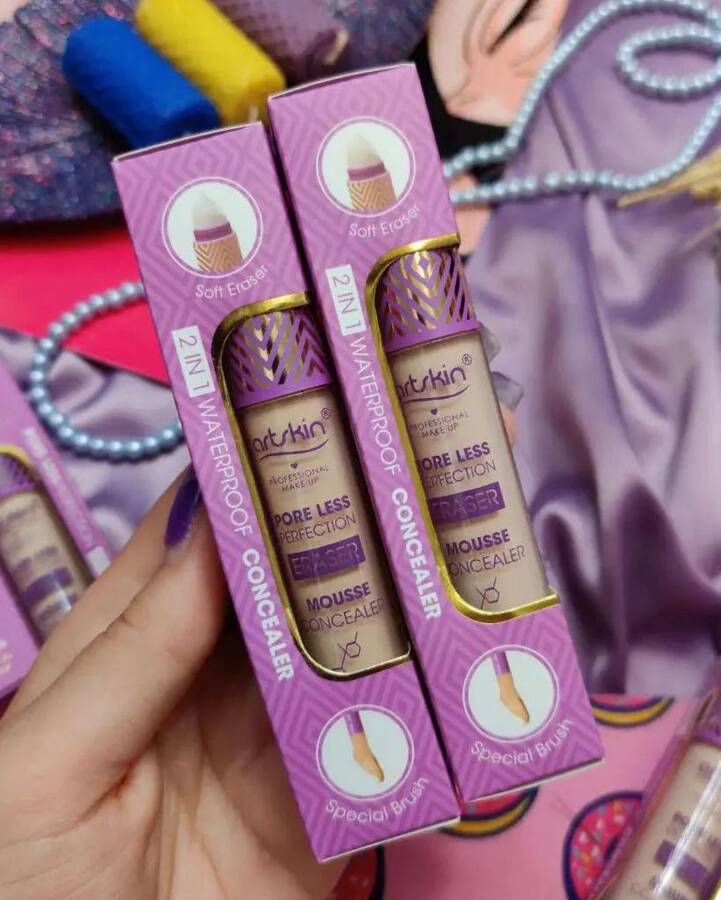 Soft Eraser
2 IN 1 WATERPROOF CONCEALER
artskin®
PROFESSIONAL
MAKE-UP
PORE LESS
PERFECTION
ERASER
MOUSSE
CONCEALER
Special Brush
Soft Eraser
2 IN 1 WATERPROOF CONCEALER
artskin®
PROFESSIONAL
MAKE-UP
PORE LESS
PERFECTION
ERASER
MOUSSE
CONCEALER
Special Brush